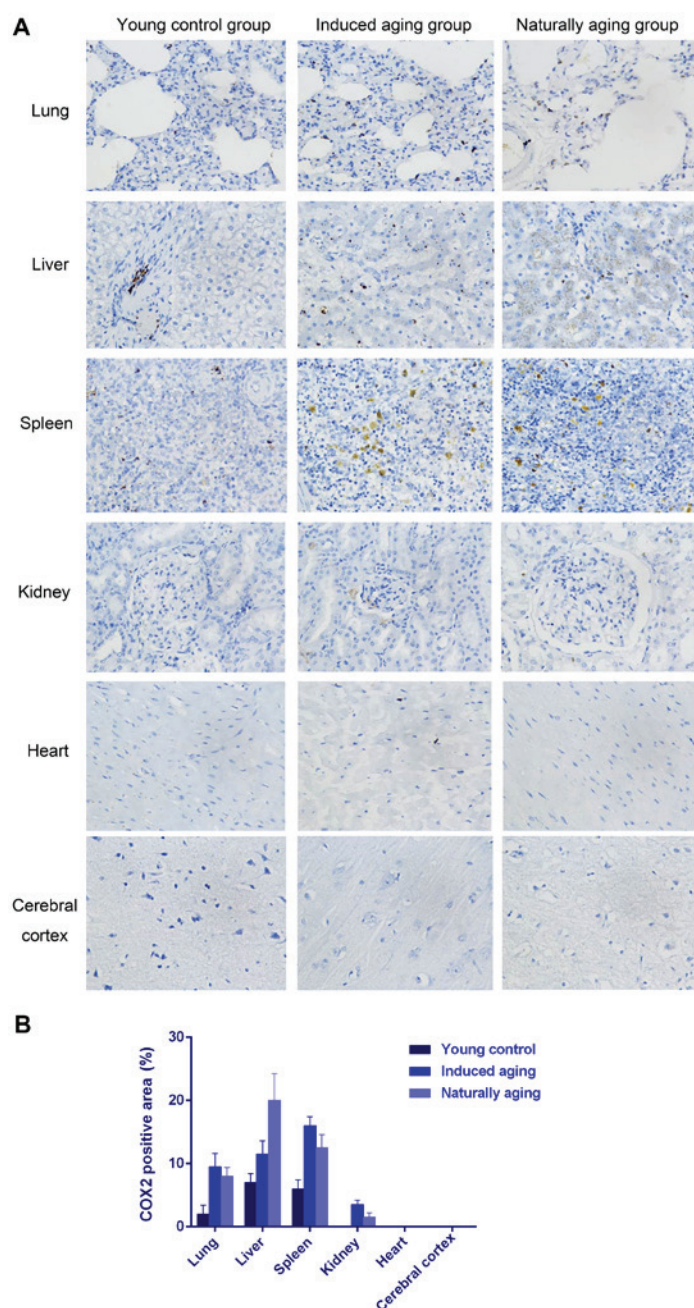 A
Young control group
Induced aging group
Naturally aging group
Lung
Liver
Spleen
Kidney
Heart
Cerebral
cortex
B
COX2 positive area (%)
30
20
10
0
Young control
Induced aging
Naturally aging
Lung
Liver
Spleen
Kidney
Heart
Cerebral cortex